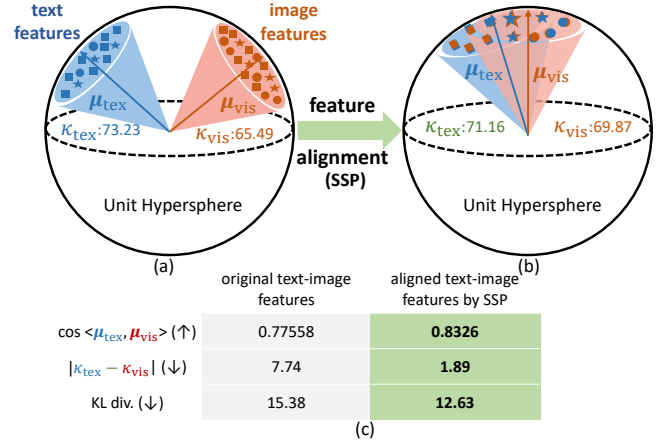 text
features
image
features
μtex
μvis
κtex:73.23
κvis:65.49
Unit Hypersphere
(a)
feature
alignment
(SSP)
μtex
μvis
κtex:71.16
κvis:69.87
Unit Hypersphere
(b)
original text-image
features
aligned text-image
features by SSP
cos <μtex, μvis> (↑)
0.77558
0.8326
|κtex − κvis| (↓)
7.74
1.89
KL div. (↓)
15.38
12.63
(c)